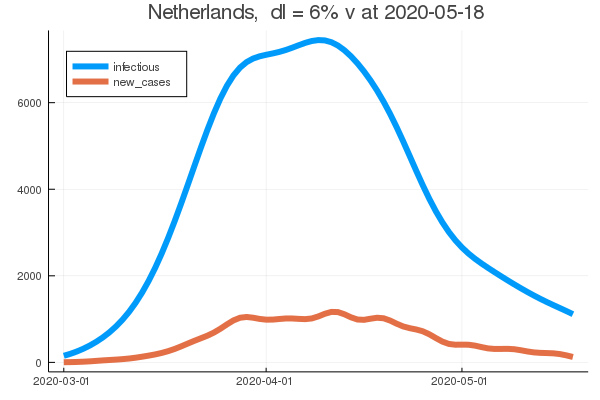 Netherlands,  dl = 6% v at 2020-05-18
infectious
new_cases
6000
4000
2000
0
2020-03-01
2020-04-01
2020-05-01